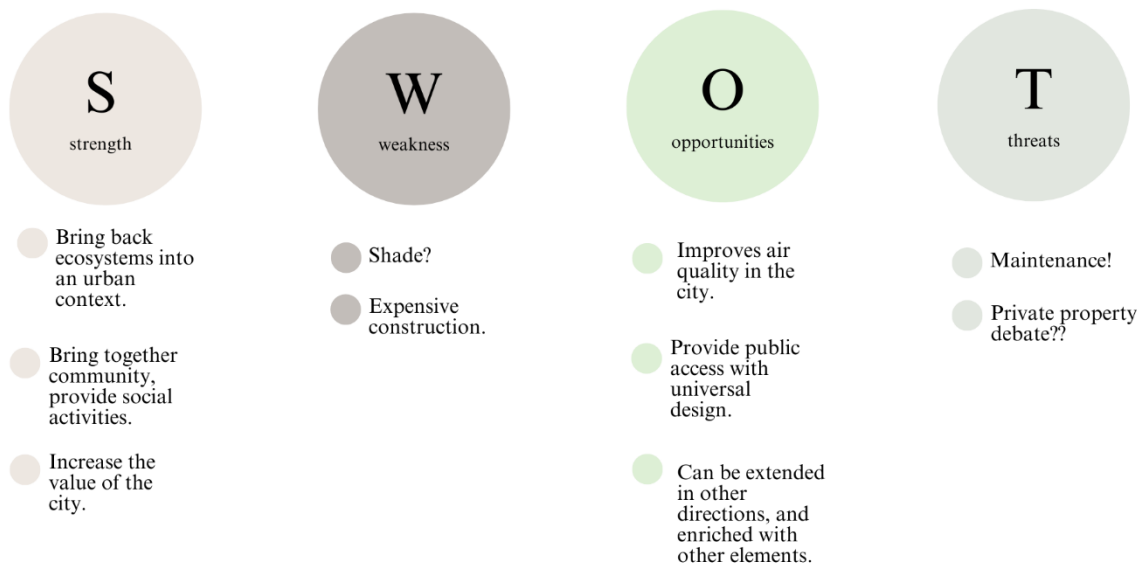 S
strength
Bring back
ecosystems into
an urban
context.
Bring together
community,
provide social
activities.
Increase the
value of the
city.
W
weakness
Shade?
Expensive
construction.
O
opportunities
Improves air
quality in the
city.
Provide public
access with
universal
design.
Can be extended
in other
directions, and
enriched with
other elements.
T
threats
Maintenance!
Private property
debate??